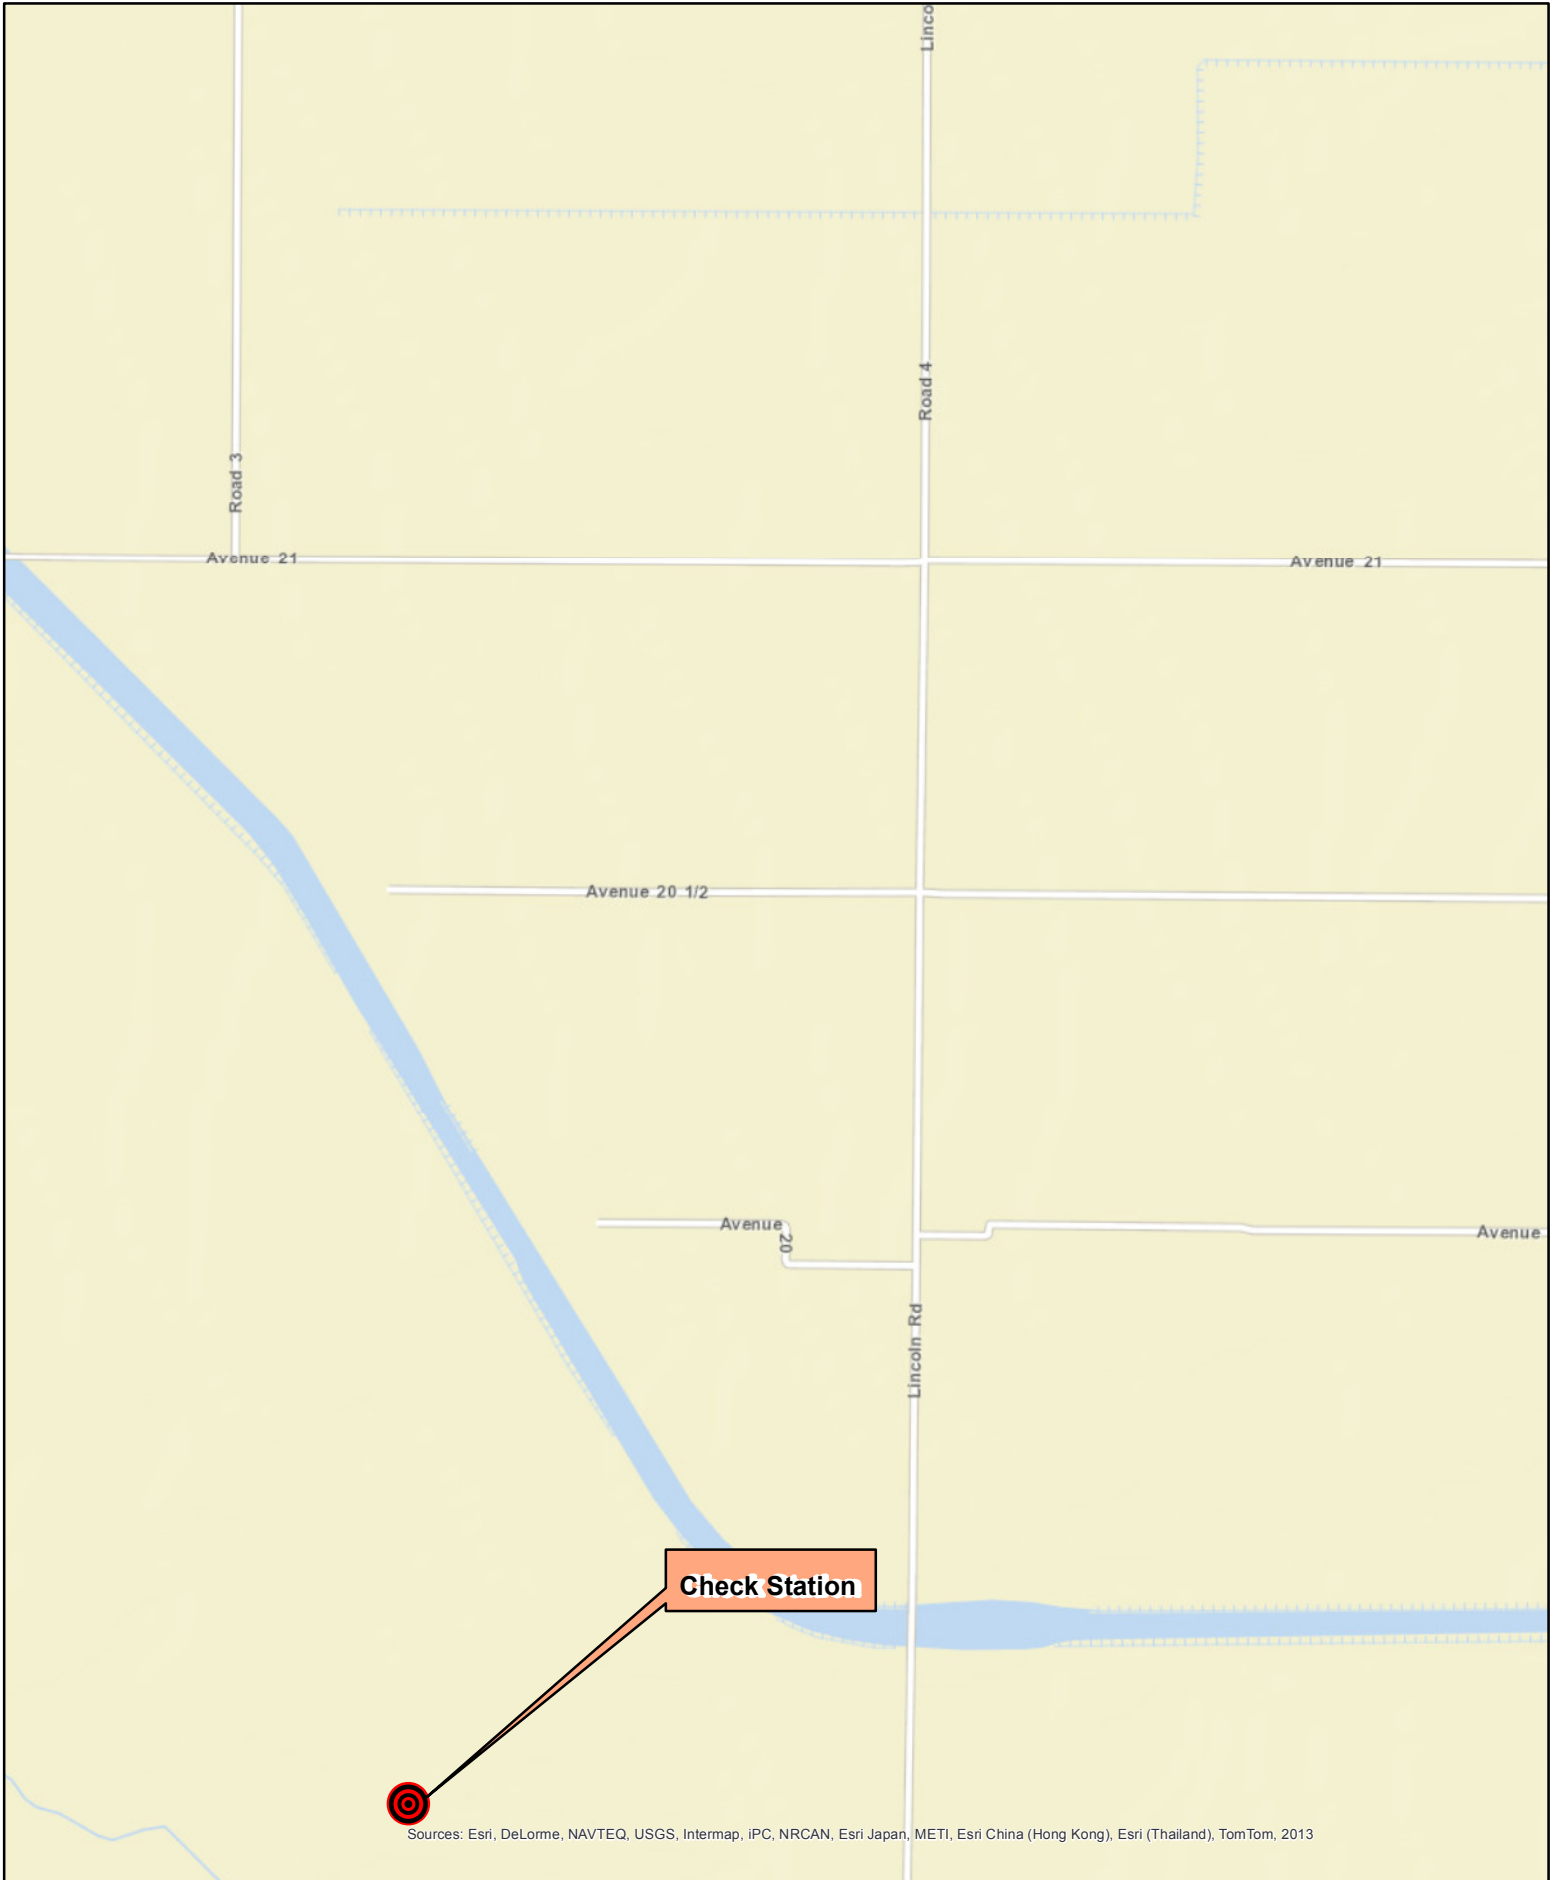 Linco
Road 4
Road 3
Avenue 21
Avenue 21
Avenue 20 1/2
Avenue
20
Avenue
Lincoln Rd
Check Station
Sources: Esri, DeLorme, NAVTEQ, USGS, Intermap, iPC, NRCAN, Esri Japan, METI, Esri China (Hong Kong), Esri (Thailand), TomTom, 2013